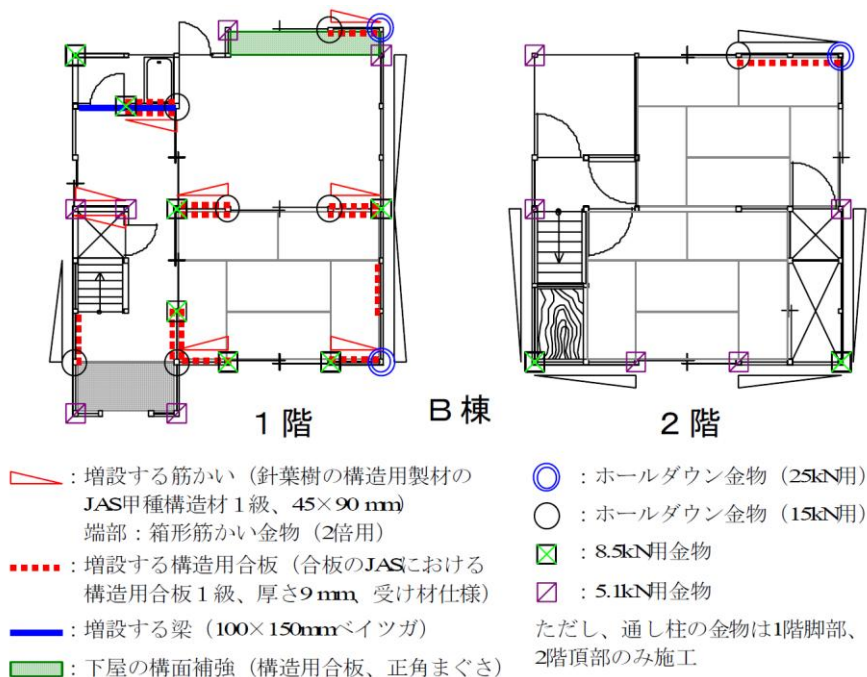 1階
B棟
2階
：増設する筋かい（針葉樹の構造用製材の
JAS甲種構造材1級、45×90 mm）
端部：箱形筋かい金物（2倍用）
：増設する構造用合板（合板のJASにおける
構造用合板1級、厚さ9 mm、受け材仕様）
：増設する梁（100×150mmベイツガ）
：下屋の構面補強（構造用合板、正角まぐさ）
：ホールダウン金物（25kN用）
：ホールダウン金物（15kN用）
：8.5kN用金物
：5.1kN用金物
ただし、通し柱の金物は1階脚部、
2階頂部のみ施工